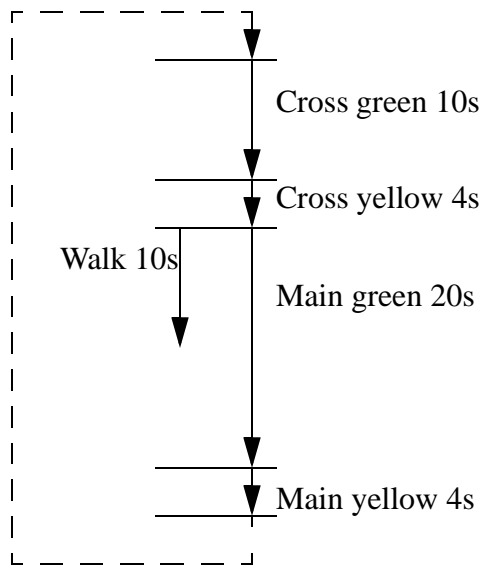 Cross green 10s
Cross yellow 4s
Walk 10s
Main green 20s
Main yellow 4s